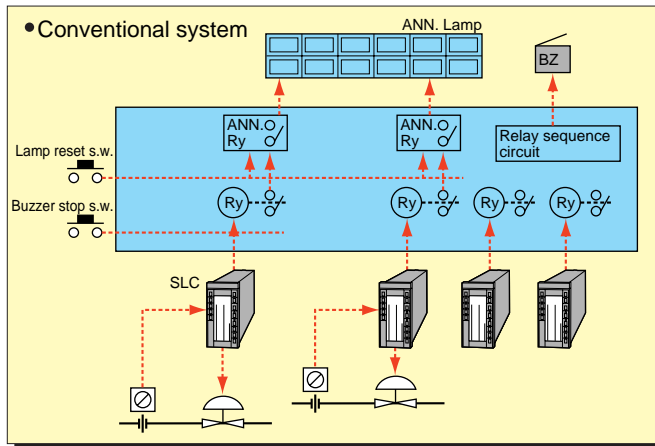 • Conventional system
ANN. Lamp
BZ
ANN.
Ry
ANN.
Ry
Relay sequence
circuit
Lamp reset s.w.
Ry
Ry
Ry
Ry
Buzzer stop s.w.
SLC